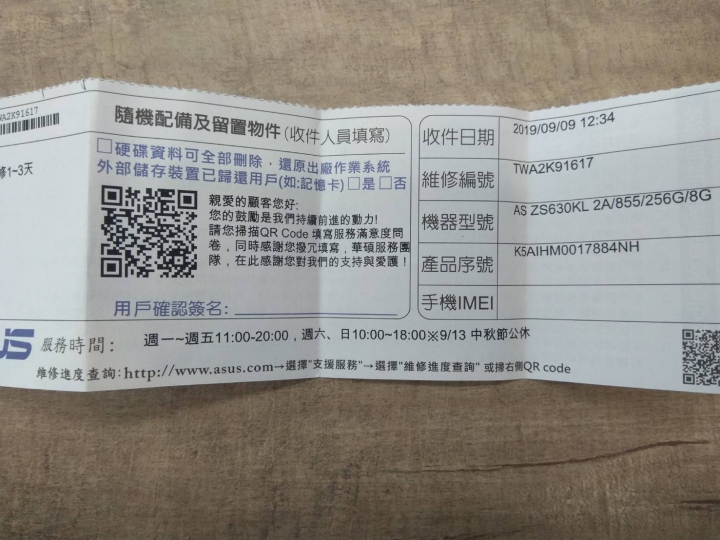 WA2K91617
修1~3天
隨機配備及留置物件(收件人員填寫)
□硬碟資料可全部刪除，還原出廠作業系統
外部儲存裝置已歸還用戶(如:記憶卡)□是□否
親愛的顧客您好:
您的鼓勵是我們持續前進的動力!
請您掃描QR Code 填寫服務滿意度問
卷，同時感謝您撥冗填寫，華碩服務團
隊，在此感謝您對我們的支持與愛護!
用戶確認簽名:
收件日期 2019/09/09 12:34
維修編號 TWA2K91617
機器型號 AS ZS630KL 2A/855/256G/8G
產品序號 K5AIHM0017884NH
手機IMEI
US 服務時間: 週一~週五11:00-20:00，週六、日10:00~18:00※9/13 中秋節公休
維修進度查詢:http://www.asus.com→選擇"支援服務"→選擇"維修進度查詢" 或掃右側QR code